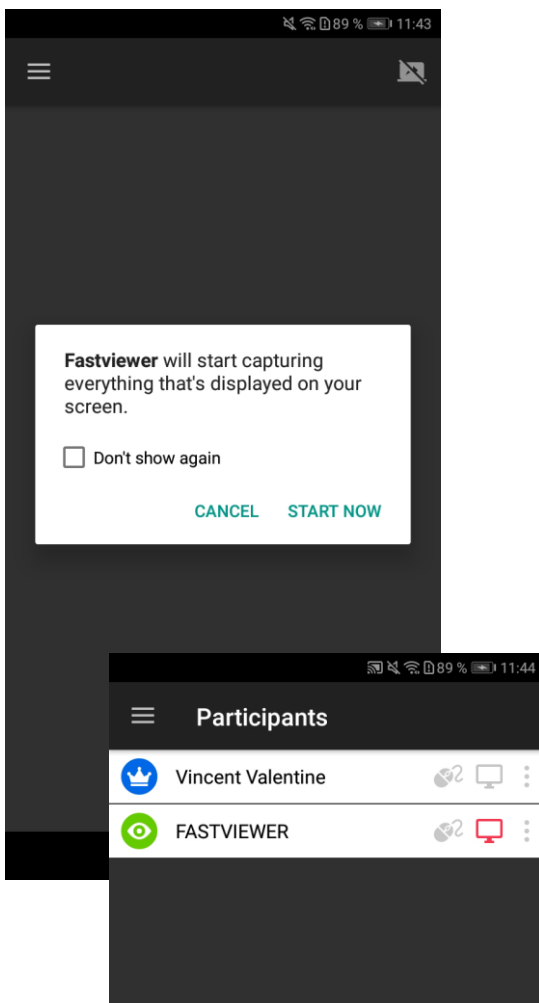 89 % 11:43
Fastviewer will start capturing
everything that's displayed on your
screen.
Don't show again
CANCEL START NOW
89 % 11:44
Participants
Vincent Valentine
FASTVIEWER